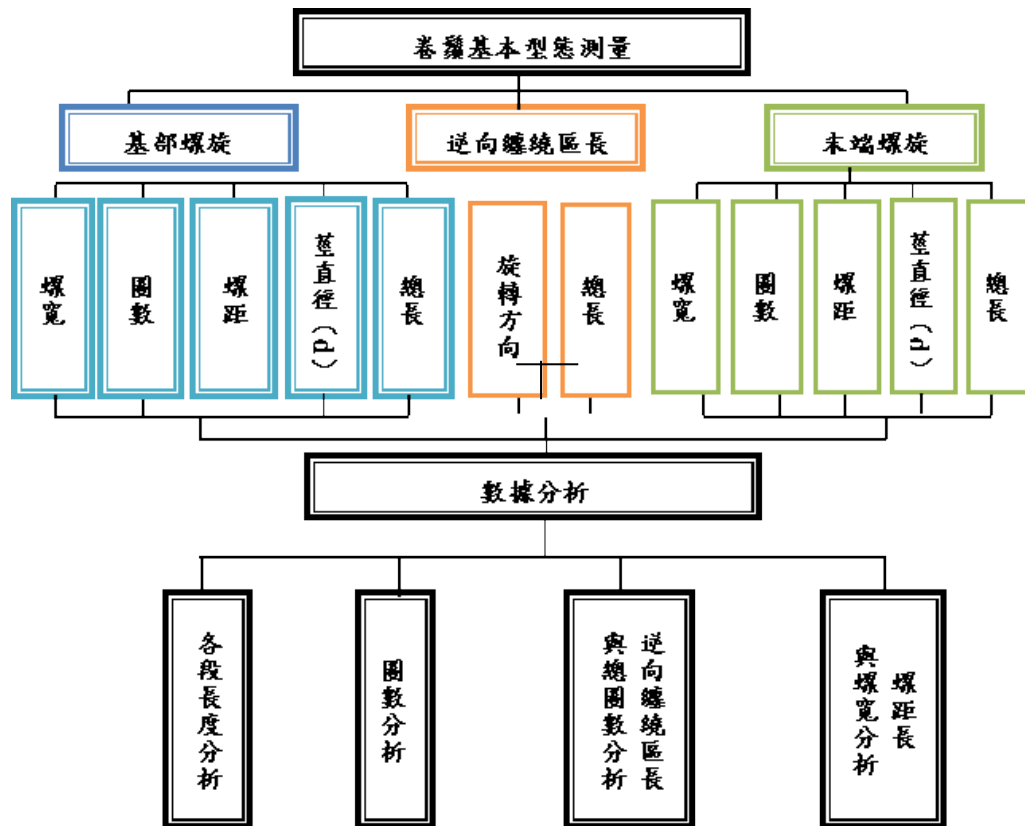 卷鬚基本型態測量
基部螺旋
逆向纏繞區長
末端螺旋
螺寬
圈數
螺距
莖直徑(d)
總長
旋轉方向
總長
螺寬
圈數
螺距
莖直徑(d)
總長
數據分析
各段長度分析
圈數分析
逆向纏繞區長
與總圈數分析
螺距長
與螺寬分析